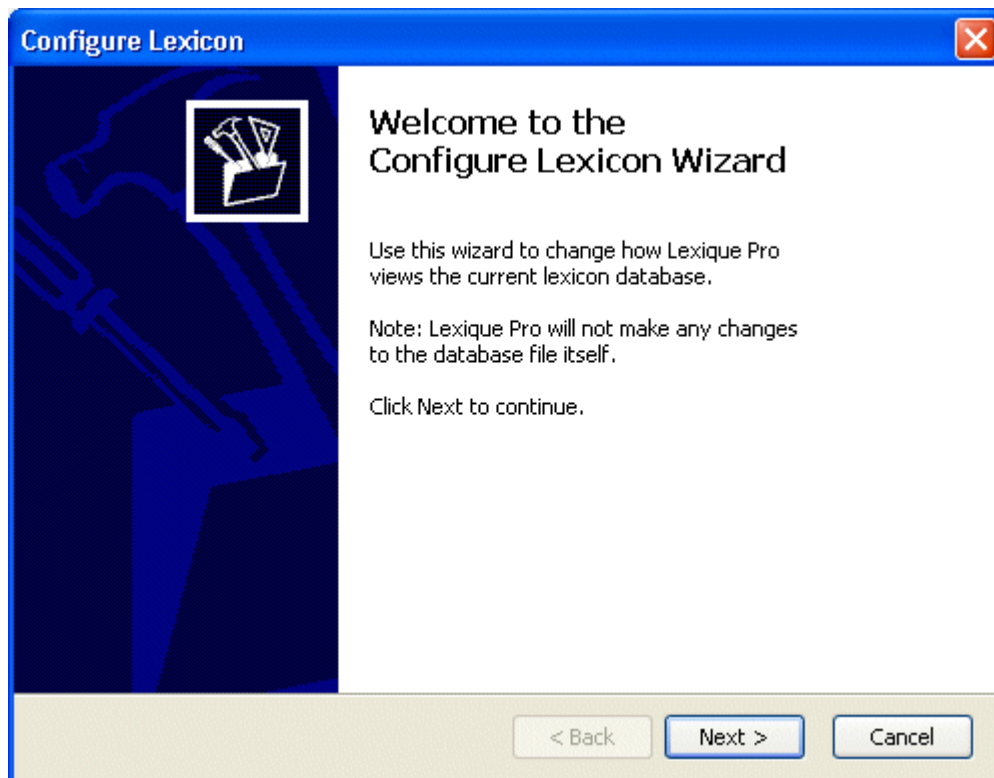 Configure Lexicon
Welcome to the
Configure Lexicon Wizard
Use this wizard to change how Lexique Pro
views the current lexicon database.
Note: Lexique Pro will not make any changes
to the database file itself.
Click Next to continue.
< Back
Next >
Cancel